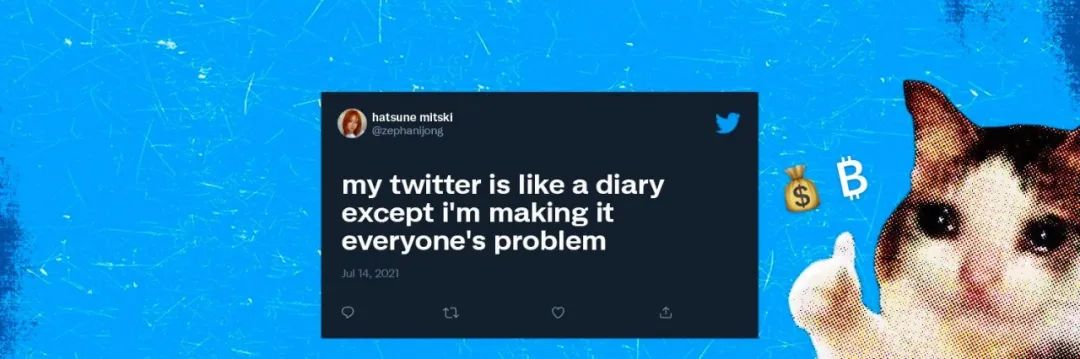 hatsune mitski
@zephanijong
my twitter is like a diary
except i'm making it
everyone's problem
Jul 14, 2021